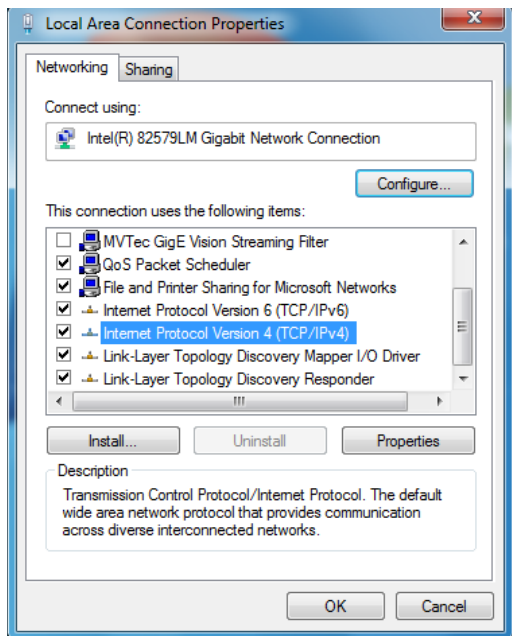 Local Area Connection Properties
Networking
Sharing
Connect using:
Intel(R) 82579LM Gigabit Network Connection
Configure...
This connection uses the following items:
MVTec GigE Vision Streaming Filter
QoS Packet Scheduler
File and Printer Sharing for Microsoft Networks
Internet Protocol Version 6 (TCP/IPv6)
Internet Protocol Version 4 (TCP/IPv4)
Link-Layer Topology Discovery Mapper I/O Driver
Link-Layer Topology Discovery Responder
Install...
Uninstall
Properties
Description
Transmission Control Protocol/Internet Protocol. The default
wide area network protocol that provides communication
across diverse interconnected networks.
OK
Cancel